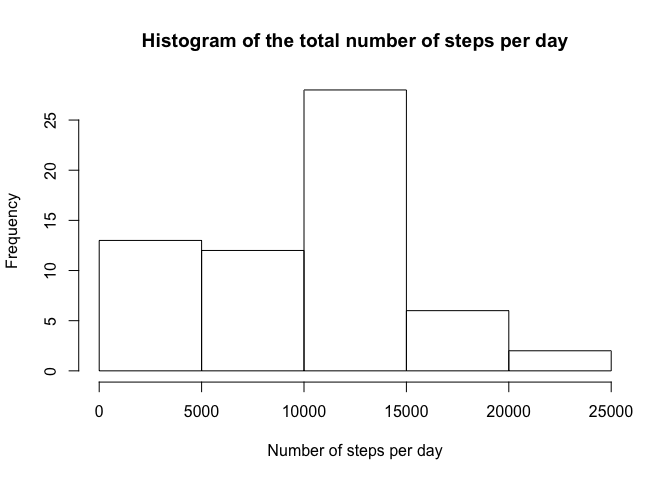 Histogram of the total number of steps per day
Frequency
25
20
15
10
5
0
0 5000 10000 15000 20000 25000
Number of steps per day